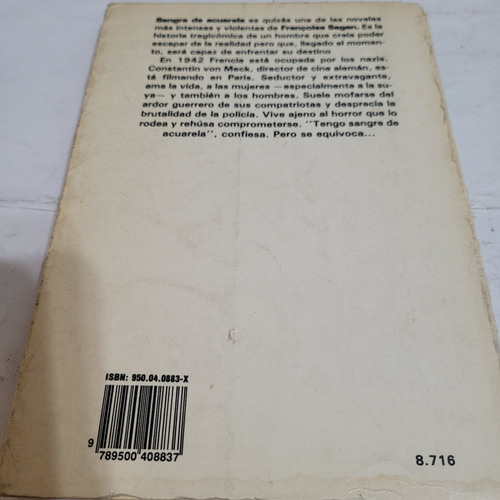 Sangre de acuarela es quizás una de las novelas
más intensas y violentas de Françoise Sagan. Es la
historia tragicómica de un hombre que creía poder
escapar de la realidad pero que, llegado al momen-
to, será capaz de enfrentar su destino
En 1942 Francia está ocupada por los nazis.
Constantin von Meck, director de cine alemán, es-
tá filmando en París. Seductor y extravagante,
ama la vida, a las mujeres —especialmente a la su-
ya— y también a los hombres. Suele mofarse del
ardor guerrero de sus compatriotas y desprecia la
brutalidad de la policía. Vive ajeno al horror que lo
rodea y rehúsa comprometerse. "Tengo sangre de
acuarela", confiesa. Pero se equivoca...
ISBN: 950.04.0883-X
9 789500 408837
8.716